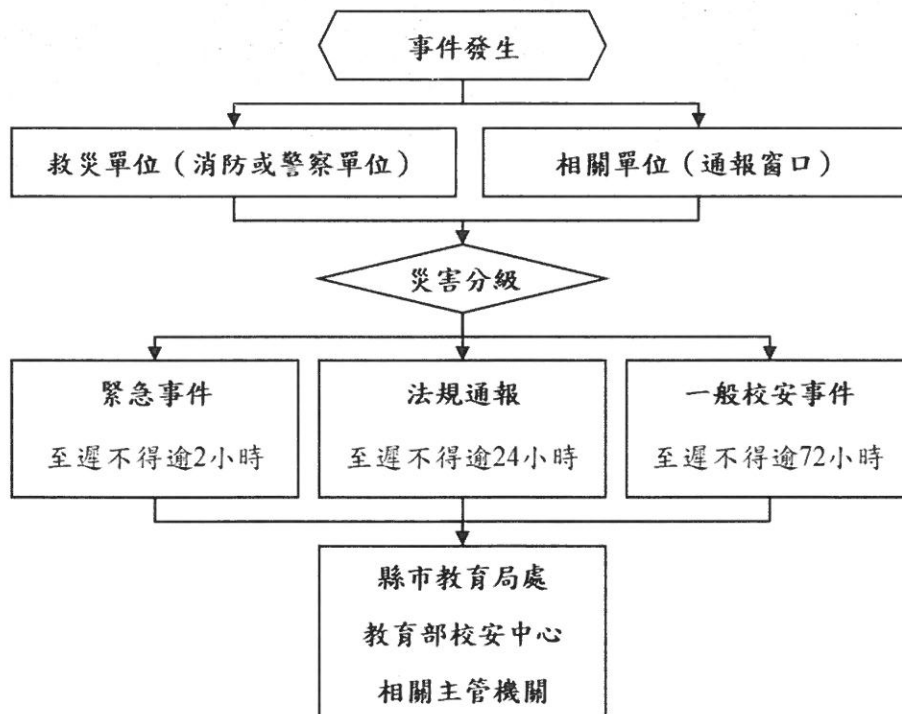 事件發生
救災單位（消防或警察單位）
相關單位（通報窗口）
災害分級
緊急事件
至遲不得逾2小時
法規通報
至遲不得逾24小時
一般校安事件
至遲不得逾72小時
縣市教育局處
教育部校安中心
相關主管機關